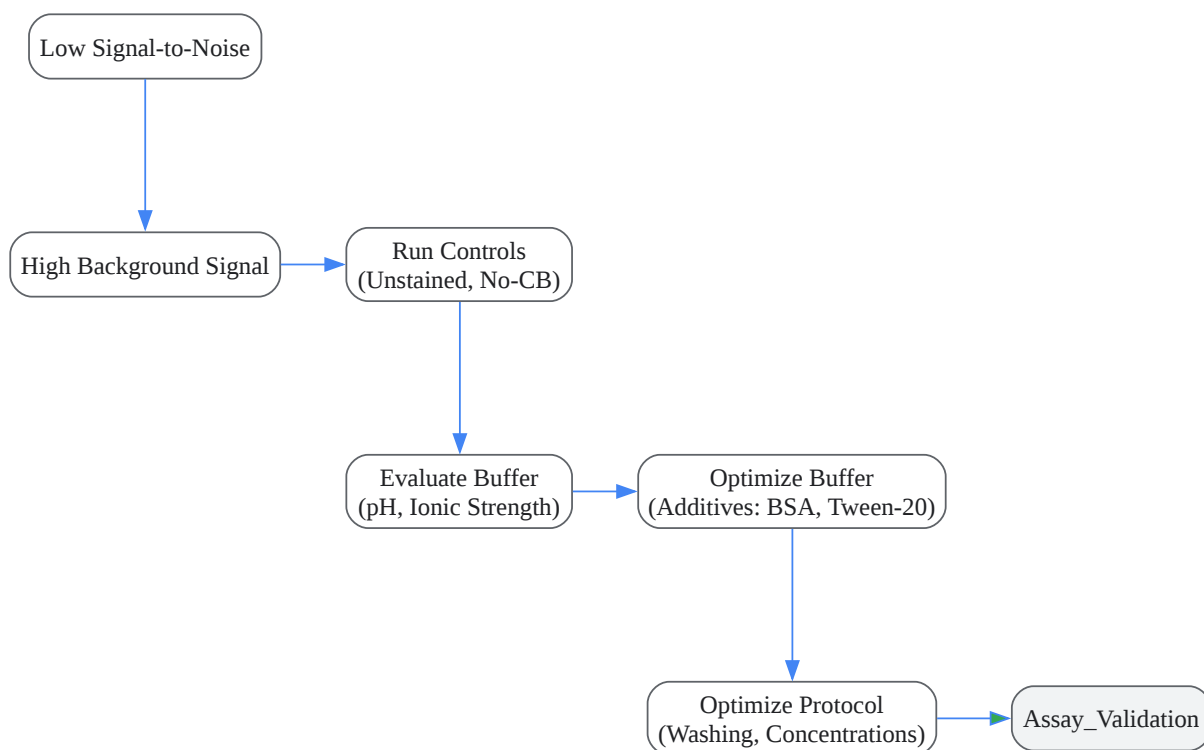 Low Signal-to-Noise
High Background Signal
Run Controls
(Unstained, No-CB)
Evaluate Buffer
(pH, Ionic Strength)
Optimize Buffer
(Additives: BSA, Tween-20)
Optimize Protocol
(Washing, Concentrations)
Assay_Validation